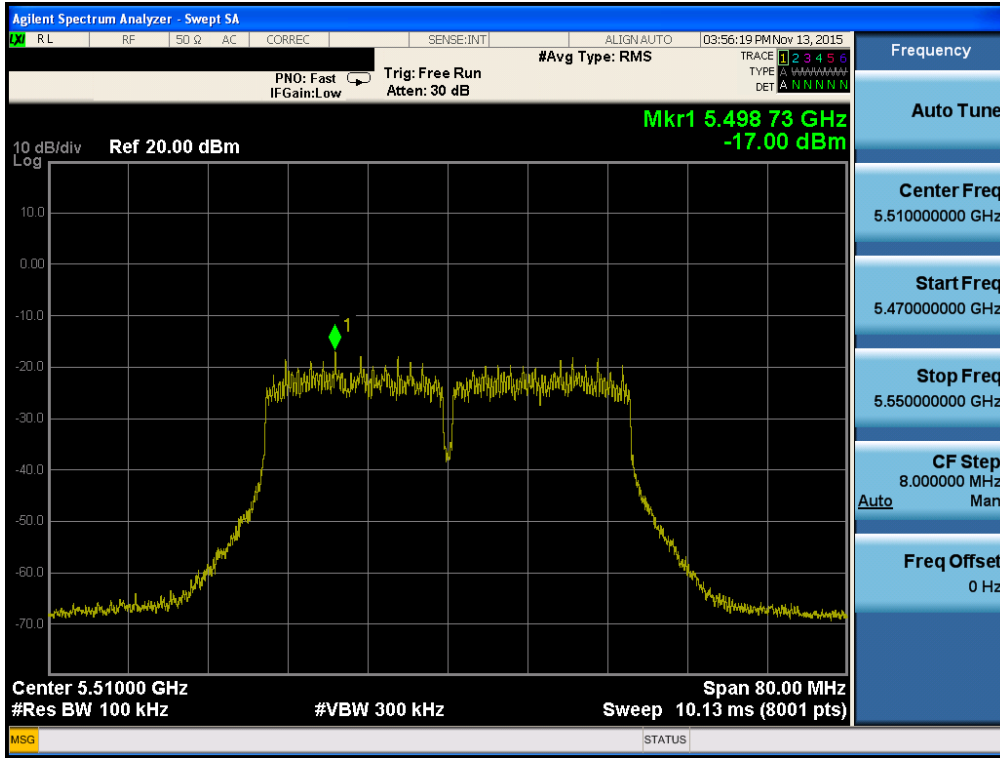 Agilent Spectrum Analyzer - Swept SA
LXI RL RF 50 Ω AC CORREC SENSE:INT ALIGN AUTO 03:56:19 PM Nov 13, 2015
#Avg Type: RMS
TRACE 1 2 3 4 5 6
TYPE A
DET A N N N N N
PNO: Fast
IFGain:Low
Trig: Free Run
Atten: 30 dB
Mkr1 5.498 73 GHz
-17.00 dBm
10 dB/div Ref 20.00 dBm
Log
10.0
0.00
-10.0
-20.0
-30.0
-40.0
-50.0
-60.0
-70.0
1
Center 5.51000 GHz
Span 80.00 MHz
#Res BW 100 kHz
#VBW 300 kHz
Sweep 10.13 ms (8001 pts)
MSG
STATUS
Frequency
Auto Tune
Center Freq
5.510000000 GHz
Start Freq
5.470000000 GHz
Stop Freq
5.550000000 GHz
CF Step
8.000000 MHz
Auto Man
Freq Offset
0 Hz